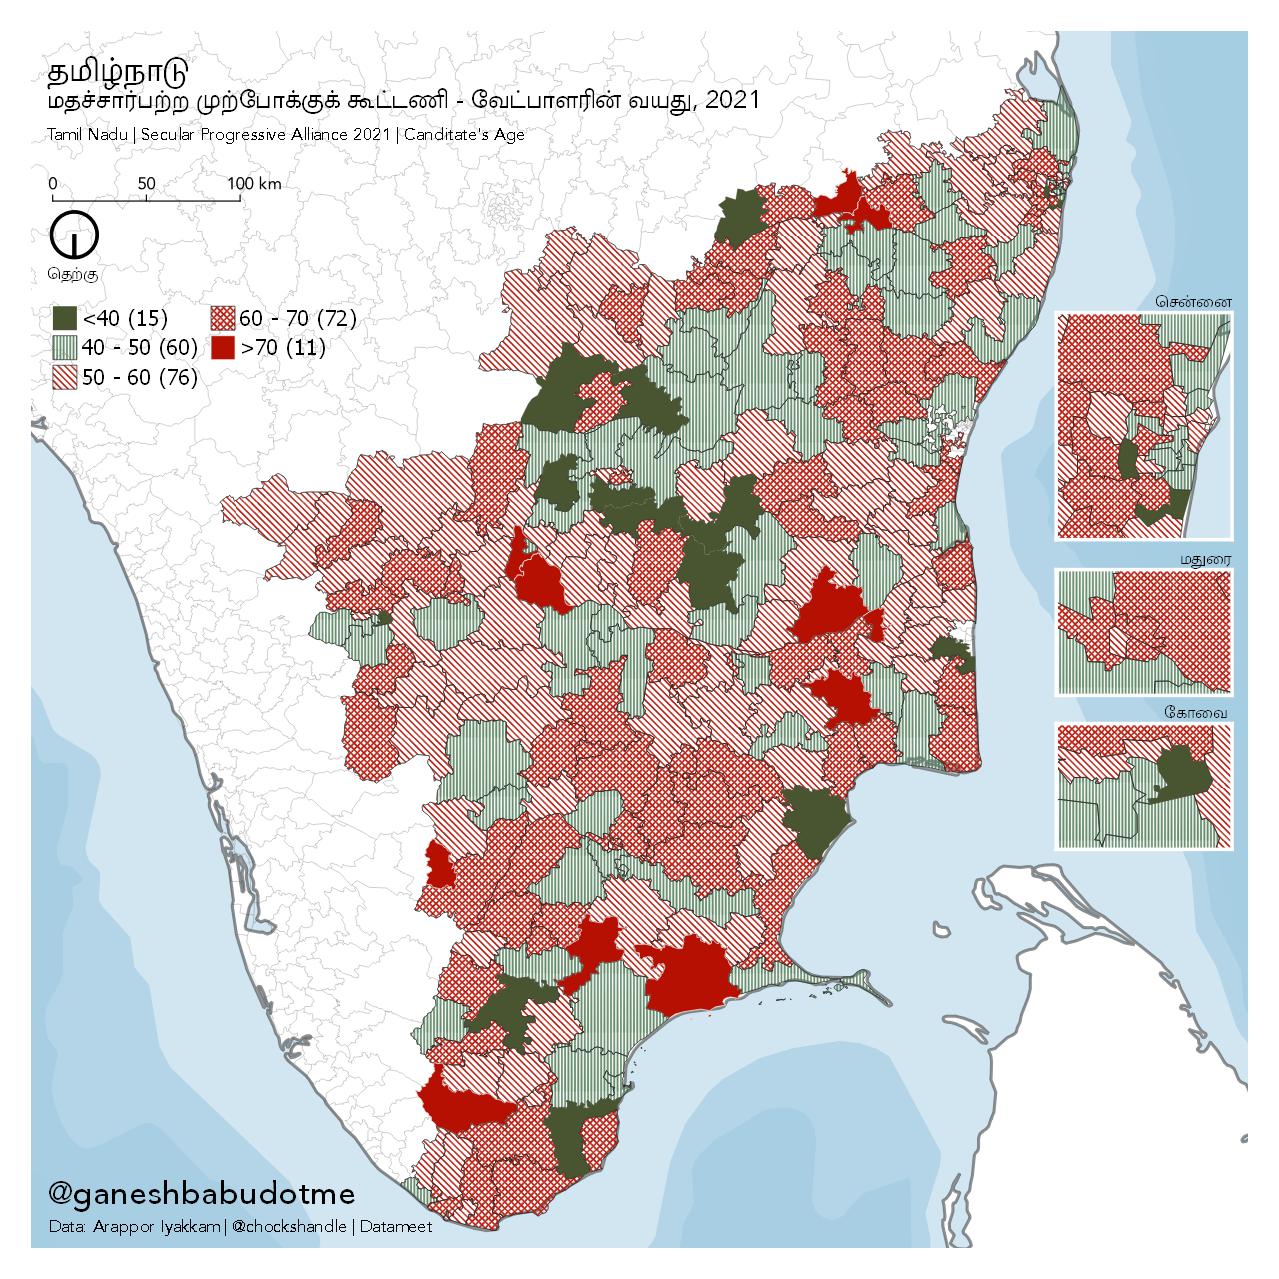 தமிழ்நாடு
மதச்சார்பற்ற முற்போக்குக் கூட்டணி - வேட்பாளரின் வயது, 2021
Tamil Nadu | Secular Progressive Alliance 2021 | Canditate's Age
0 50 100 km
தெற்கு
<40 (15)
60 - 70 (72)
40 - 50 (60)
>70 (11)
50 - 60 (76)
சென்னை
மதுரை
கோவை
@ganeshbabudotme
Data: Arappor Iyakkam | @chockshandle | Datameet